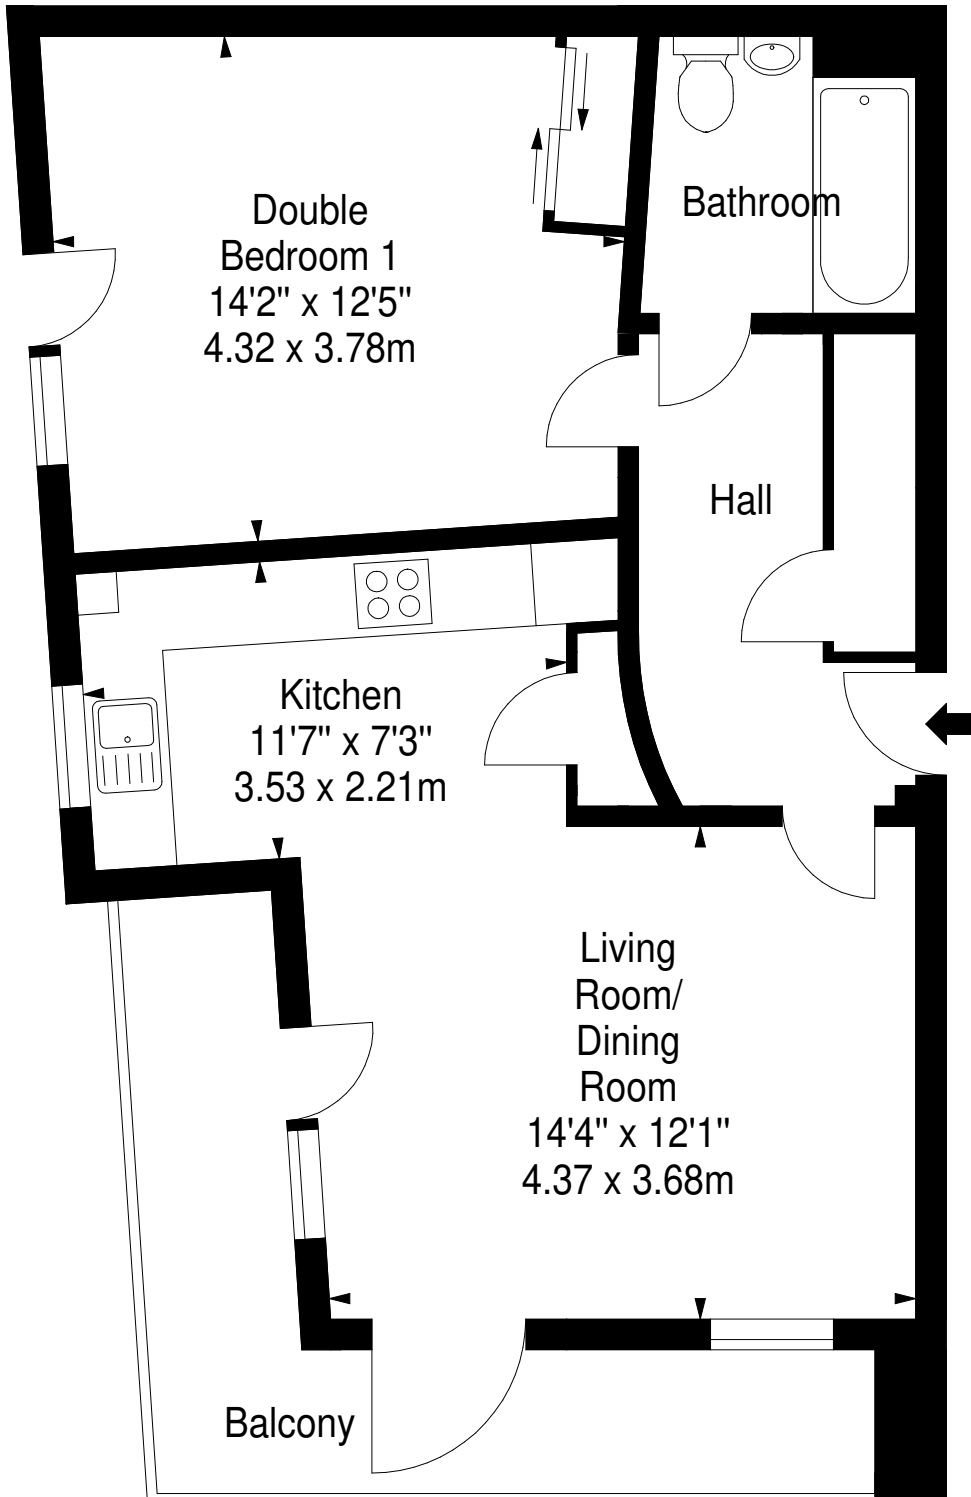 Double
Bedroom 1
14'2" x 12'5"
4.32 x 3.78m
Bathroom
Hall
Kitchen
11'7" x 7'3"
3.53 x 2.21m
Living
Room/
Dining
Room
14'4" x 12'1"
4.37 x 3.68m
Balcony